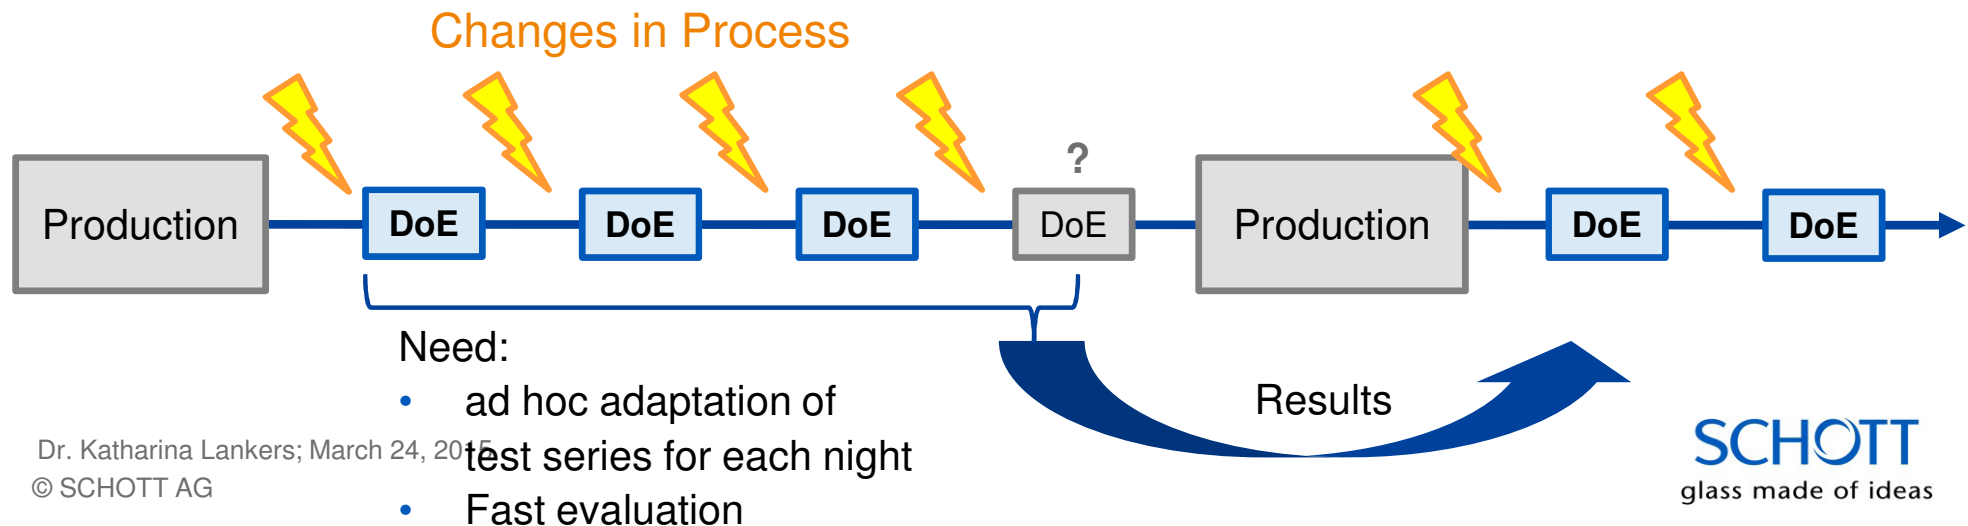 Changes in Process
?
Production
DoE
DoE
DoE
DoE
Production
DoE
DoE
Need:
• ad hoc adaptation of
test series for each night
• Fast evaluation
Results
Dr. Katharina Lankers; March 24, 2015
© SCHOTT AG
SCHOTT
glass made of ideas